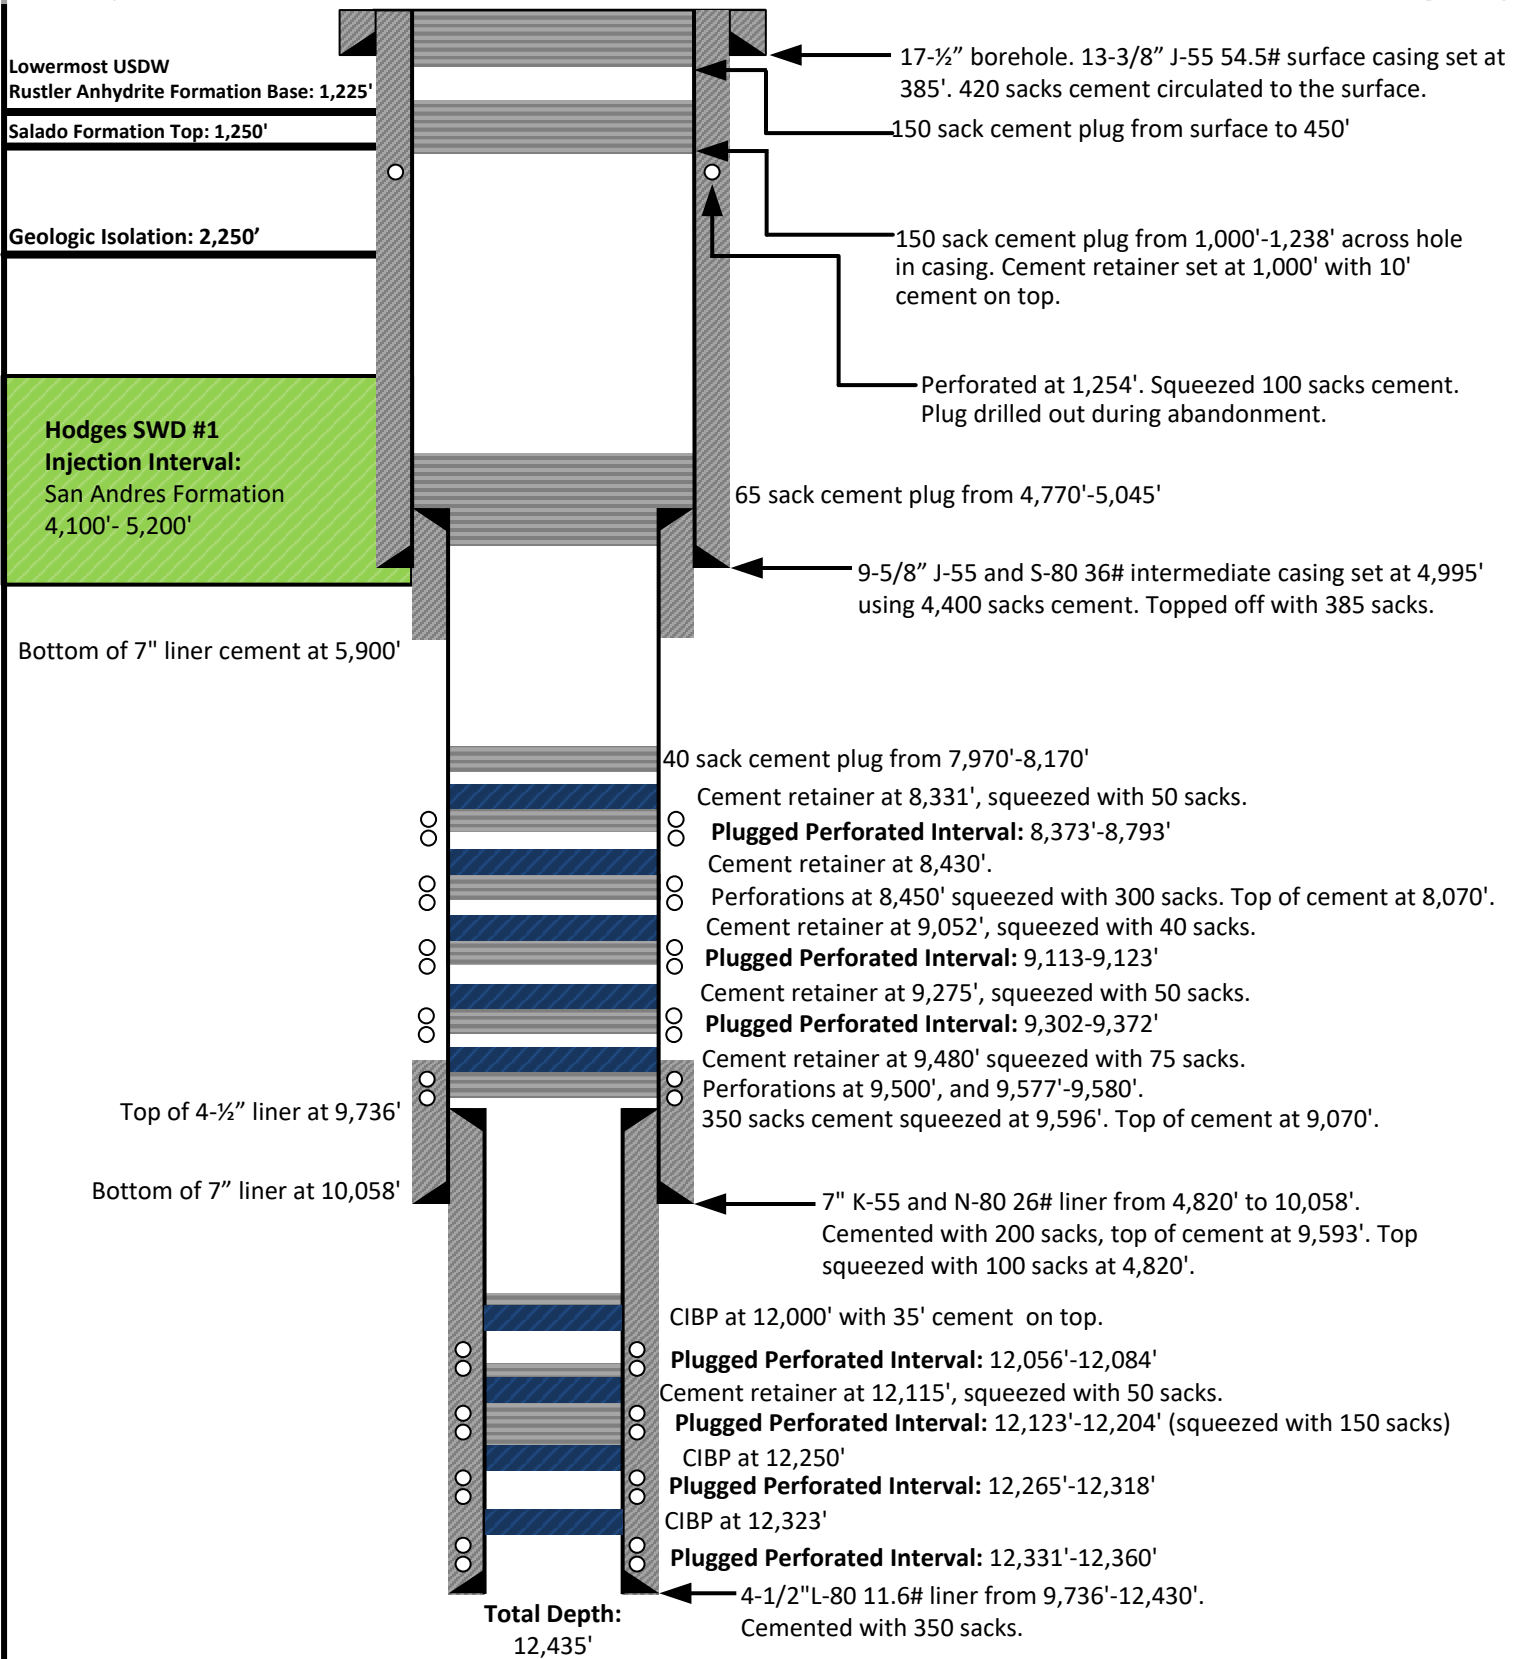 17-½” borehole. 13-3/8” J-55 54.5# surface casing set at
385'. 420 sacks cement circulated to the surface.
Lowermost USDW
Rustler Anhydrite Formation Base: 1,225'
Salado Formation Top: 1,250'
150 sack cement plug from surface to 450'
Geologic Isolation: 2,250’
150 sack cement plug from 1,000'-1,238' across hole
in casing. Cement retainer set at 1,000' with 10'
cement on top.
Perforated at 1,254'. Squeezed 100 sacks cement.
Plug drilled out during abandonment.
Hodges SWD #1
Injection Interval:
San Andres Formation
4,100'- 5,200'
65 sack cement plug from 4,770'-5,045'
9-5/8” J-55 and S-80 36# intermediate casing set at 4,995'
using 4,400 sacks cement. Topped off with 385 sacks.
Bottom of 7" liner cement at 5,900'
40 sack cement plug from 7,970'-8,170'
Cement retainer at 8,331', squeezed with 50 sacks.
Plugged Perforated Interval: 8,373'-8,793'
Cement retainer at 8,430'.
Perforations at 8,450' squeezed with 300 sacks. Top of cement at 8,070'.
Cement retainer at 9,052', squeezed with 40 sacks.
Plugged Perforated Interval: 9,113-9,123'
Cement retainer at 9,275', squeezed with 50 sacks.
Plugged Perforated Interval: 9,302-9,372'
Cement retainer at 9,480' squeezed with 75 sacks.
Perforations at 9,500', and 9,577'-9,580'.
Top of 4-½” liner at 9,736'
350 sacks cement squeezed at 9,596'. Top of cement at 9,070'.
Bottom of 7” liner at 10,058'
7" K-55 and N-80 26# liner from 4,820' to 10,058'.
Cemented with 200 sacks, top of cement at 9,593'. Top
squeezed with 100 sacks at 4,820'.
CIBP at 12,000' with 35' cement on top.
Plugged Perforated Interval: 12,056'-12,084'
Cement retainer at 12,115', squeezed with 50 sacks.
Plugged Perforated Interval: 12,123'-12,204' (squeezed with 150 sacks)
CIBP at 12,250'
Plugged Perforated Interval: 12,265'-12,318'
CIBP at 12,323'
Plugged Perforated Interval: 12,331'-12,360'
4-1/2"L-80 11.6# liner from 9,736'-12,430'.
Cemented with 350 sacks.
Total Depth:
12,435'